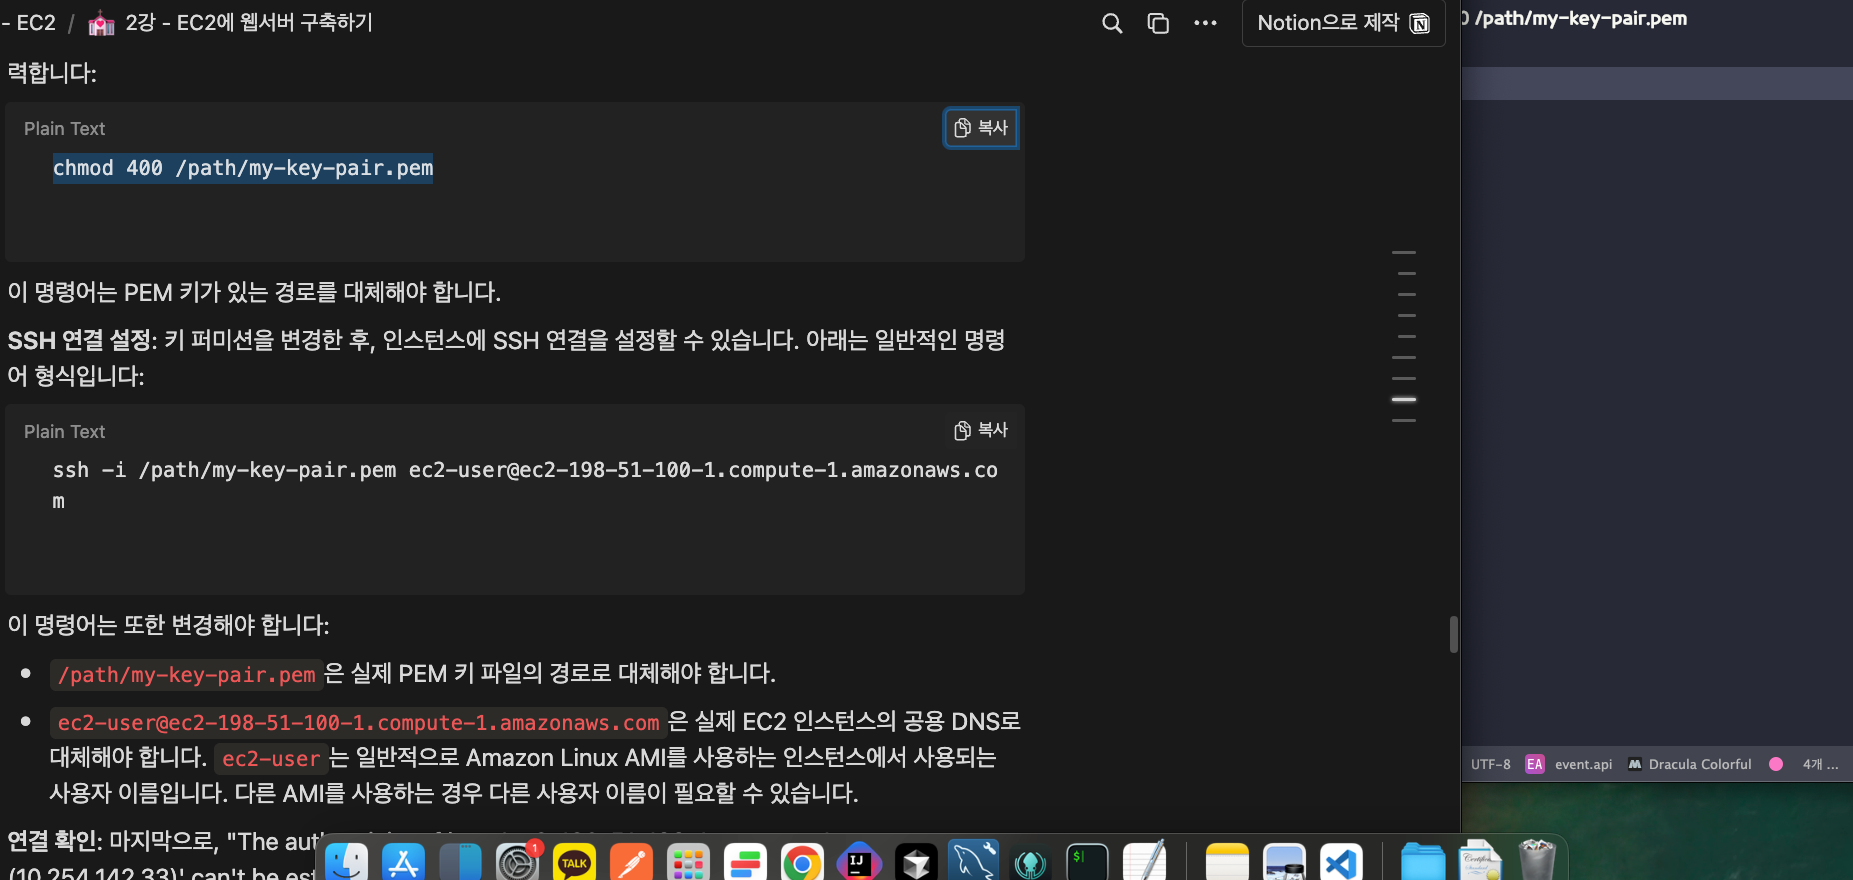 - EC2 / 2강 - EC2에 웹서버 구축하기
Notion으로 제작
/path/my-key-pair.pem
력합니다:
Plain Text
복사
chmod 400 /path/my-key-pair.pem
이 명령어는 PEM 키가 있는 경로를 대체해야 합니다.
SSH 연결 설정: 키 퍼미션을 변경한 후, 인스턴스에 SSH 연결을 설정할 수 있습니다. 아래는 일반적인 명령
어 형식입니다:
Plain Text
복사
ssh -i /path/my-key-pair.pem ec2-user@ec2-198-51-100-1.compute-1.amazonaws.co
m
이 명령어는 또한 변경해야 합니다:
/path/my-key-pair.pem은 실제 PEM 키 파일의 경로로 대체해야 합니다.
ec2-user@ec2-198-51-100-1.compute-1.amazonaws.com은 실제 EC2 인스턴스의 공용 DNS로
대체해야 합니다. ec2-user는 일반적으로 Amazon Linux AMI를 사용하는 인스턴스에서 사용되는
사용자 이름입니다. 다른 AMI를 사용하는 경우 다른 사용자 이름이 필요할 수 있습니다.
UTF-8 EA event.api Dracula Colorful 4개 ...
연결 확인: 마지막으로, "The
(10.254.142.33)' can't be
1
TALK
IJ
$